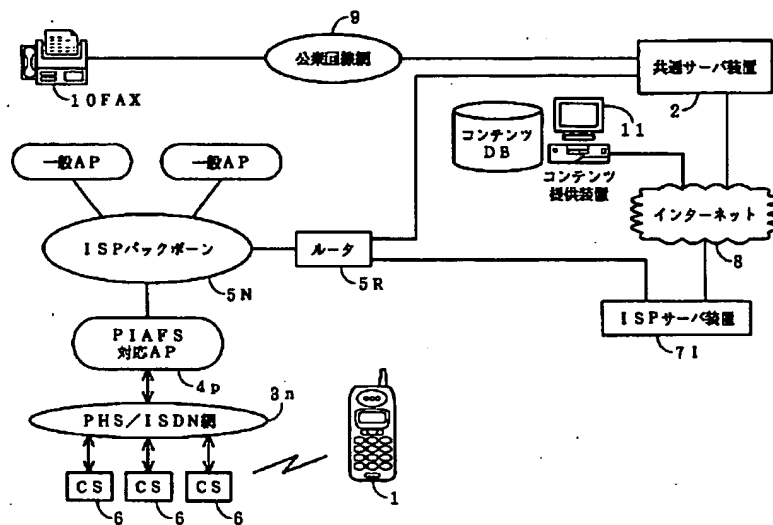 9
公衆回線網
共通サーバ装置
2
10FAX
11
コンテンツ
DB
コンテンツ
提供装置
一般AP
一般AP
インターネット
8
ISPバックボーン
5N
ルータ
5R
ISPサーバ装置
7I
PIAFS
対応AP
4p
3n
PHS/ISDN網
CS
CS
CS
6
6
6
1